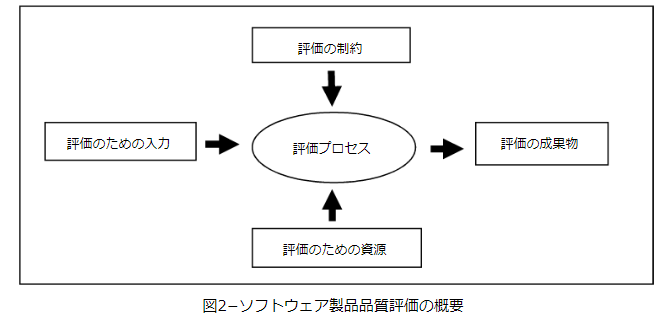 評価の制約
評価のための入力
評価プロセス
評価の成果物
評価のための資源
図2−ソフトウェア製品品質評価の概要